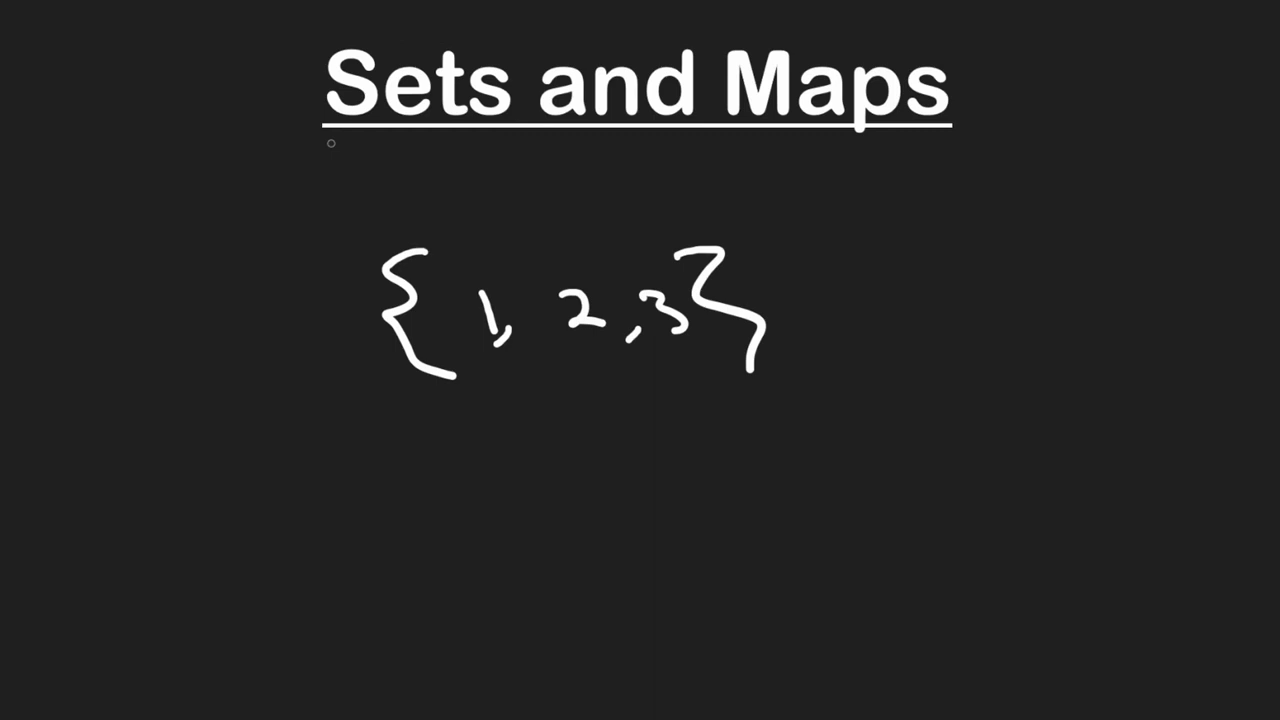 Sets and Maps
{1, 2, 3}